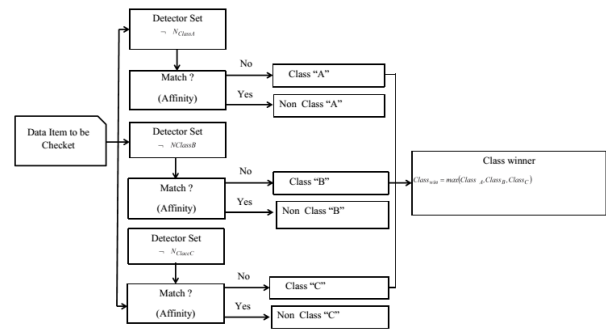 Detector Set
¬ N_ClassA
Match ?
(Affinity)
No
Yes
Class “A”
Non Class “A”
Data Item to be
Checket
Detector Set
¬ NClassB
Match ?
(Affinity)
No
Yes
Class “B”
Non Class “B”
Detector Set
¬ N_ClassC
Match ?
(Affinity)
No
Yes
Class “C”
Non Class “C”
Class winner
Class_win = max(Class_A, Class_B, Class_C)